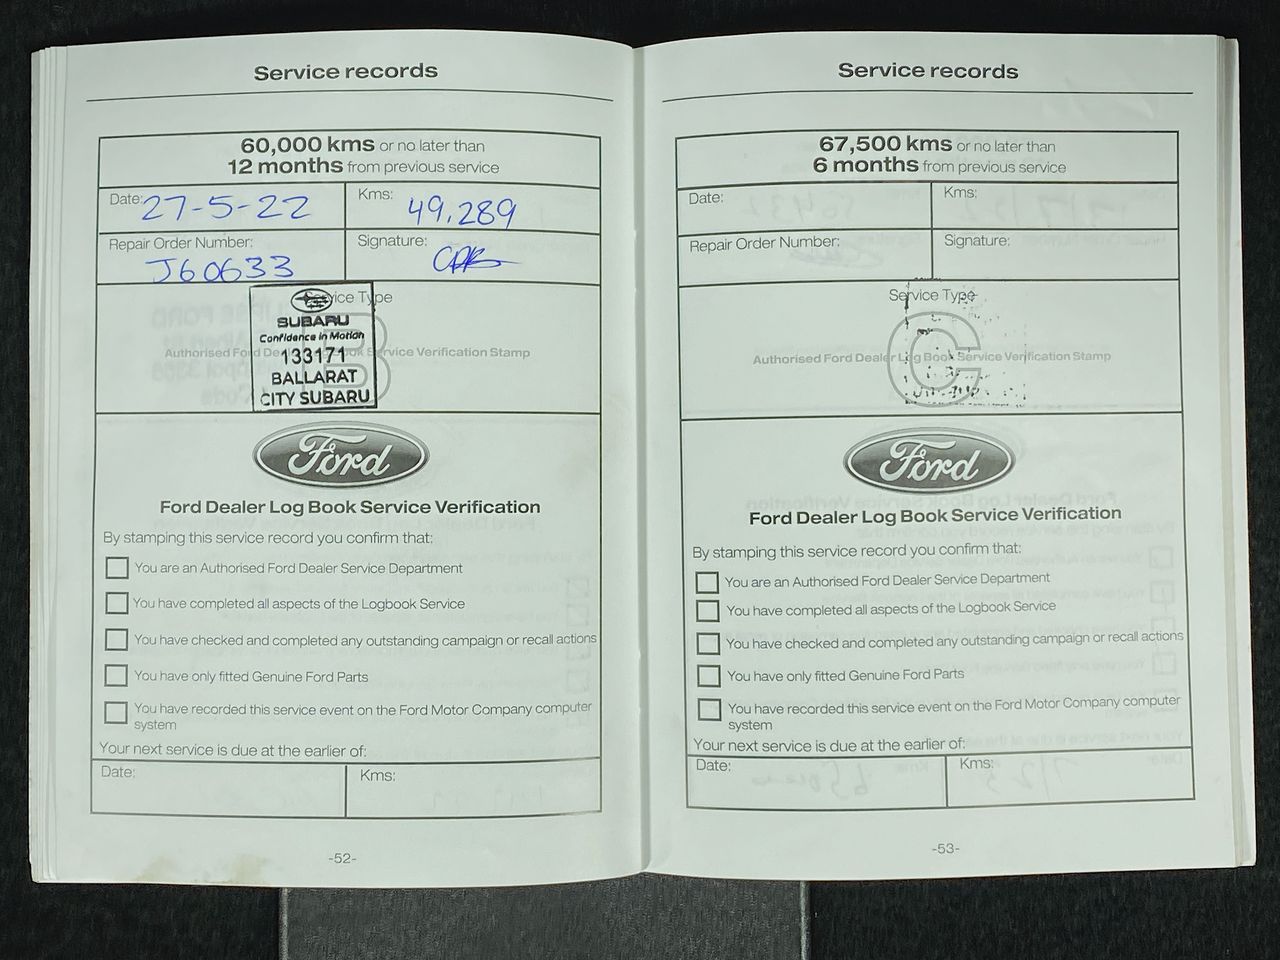 Service records
60,000 kms or no later than
12 months from previous service
Date: 27-5-22
Kms: 49.289
Repair Order Number: J60633
Signature:
Service Type
SUBARU
Confidence in Motion
133171
BALLARAT
CITY SUBARU
B
Authorised Ford Dealer Log Book Service Verification Stamp
Ford
Ford Dealer Log Book Service Verification
By stamping this service record you confirm that:
You are an Authorised Ford Dealer Service Department
You have completed all aspects of the Logbook Service
You have checked and completed any outstanding campaign or recall actions
You have only fitted Genuine Ford Parts
You have recorded this service event on the Ford Motor Company computer
system
Your next service is due at the earlier of:
Date:
Kms:
-52-
Service records
67,500 kms or no later than
6 months from previous service
Date:
Kms:
Repair Order Number:
Signature:
Service Type
C
Authorised Ford Dealer Log Book Service Verification Stamp
Ford
Ford Dealer Log Book Service Verification
By stamping this service record you confirm that:
You are an Authorised Ford Dealer Service Department
You have completed all aspects of the Logbook Service
You have checked and completed any outstanding campaign or recall actions
You have only fitted Genuine Ford Parts
You have recorded this service event on the Ford Motor Company computer
system
Your next service is due at the earlier of:
Date:
Kms:
-53-